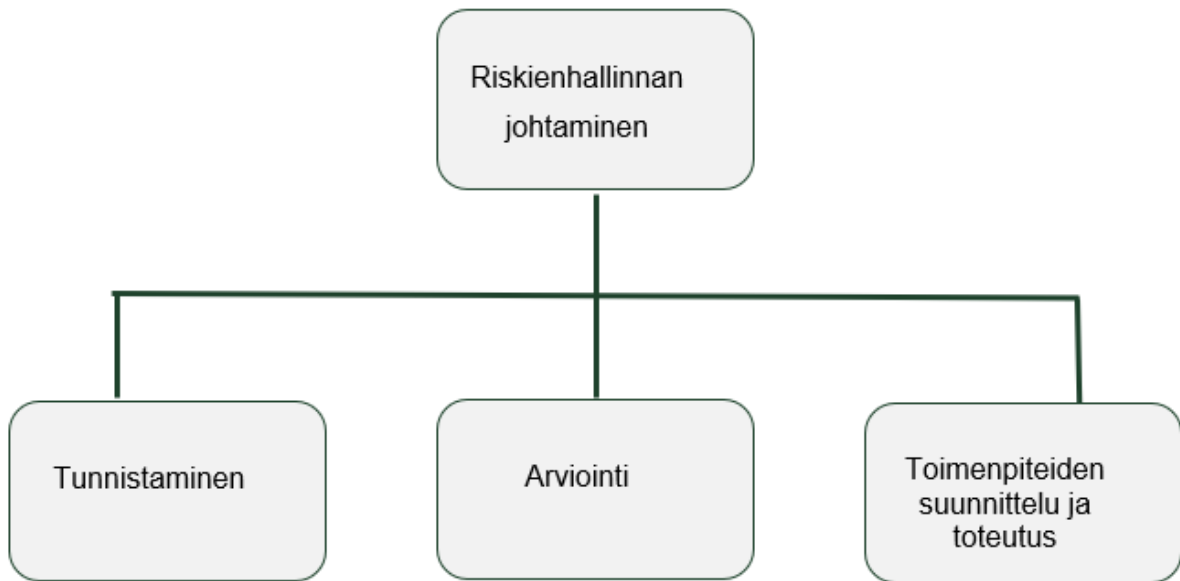 Riskienhallinnan
johtaminen
Tunnistaminen
Arviointi
Toimenpiteiden
suunnittelu ja
toteutus